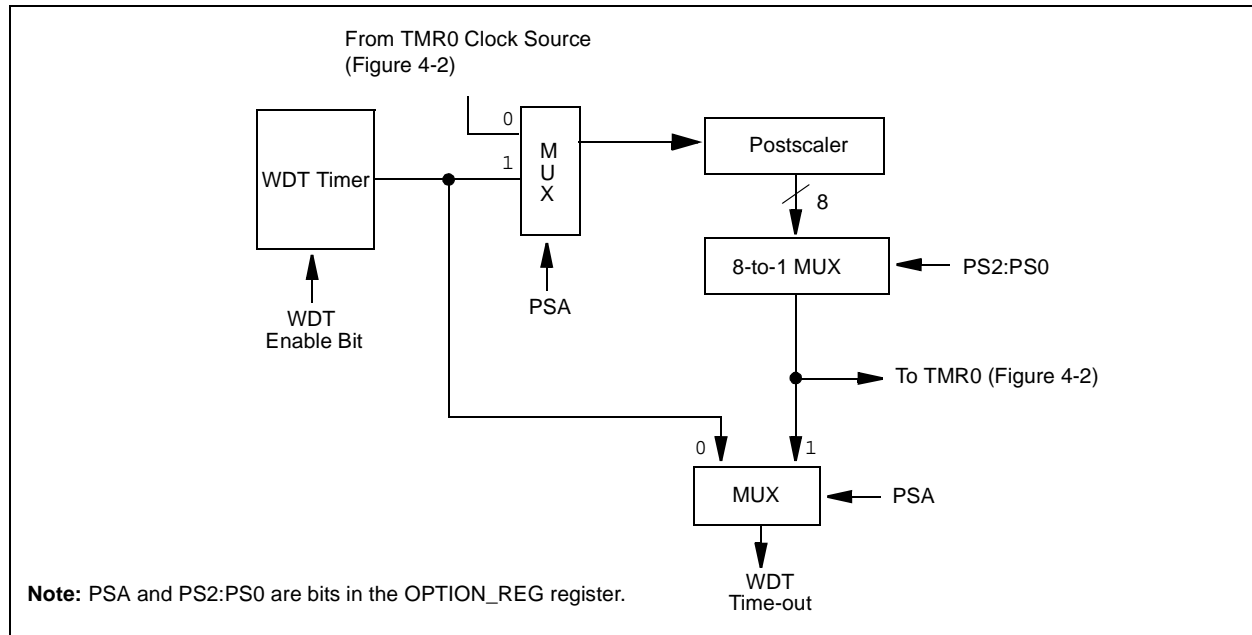 From TMR0 Clock Source
(Figure 4-2)
0
1
M
U
X
Postscaler
WDT Timer
8
8-to-1 MUX
PS2:PS0
PSA
WDT
Enable Bit
To TMR0 (Figure 4-2)
0
1
MUX
PSA
WDT
Time-out
Note: PSA and PS2:PS0 are bits in the OPTION_REG register.